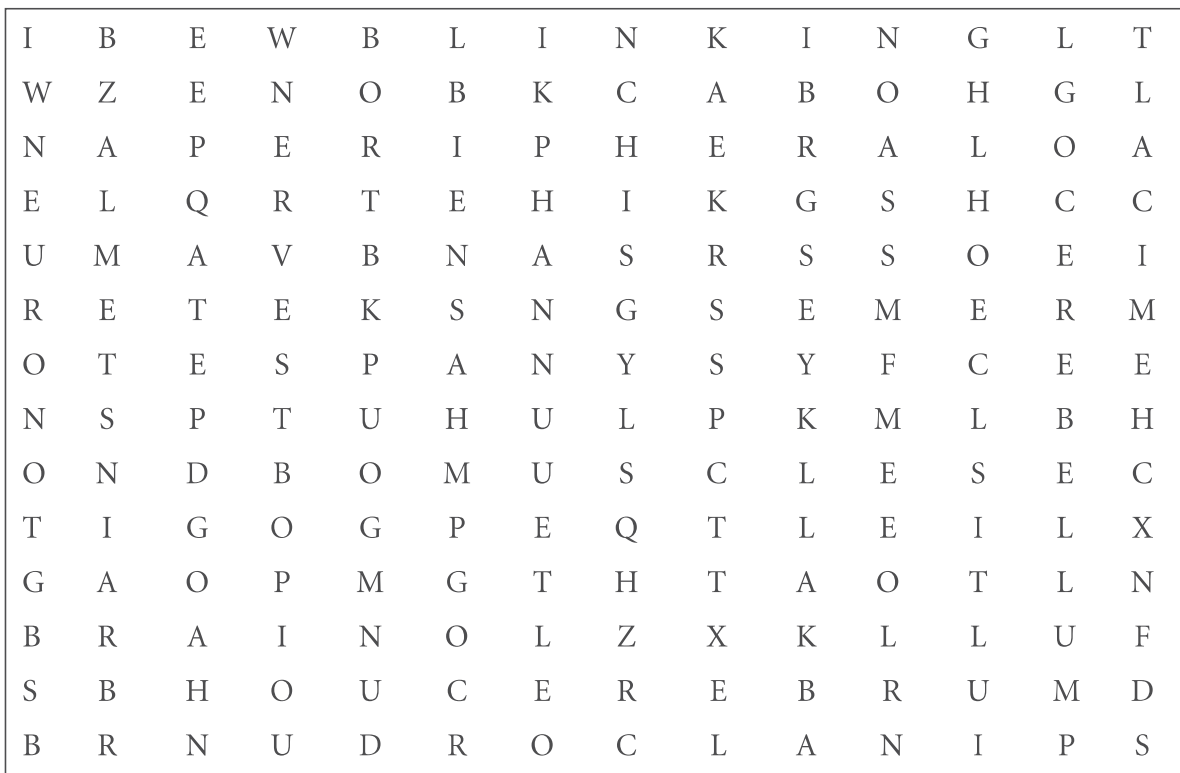 I B E W B L I N K I N G L T
W Z E N O B K C A B O H G L
N A P E R I P H E R A L O A
E L Q R T E H I K G S H C C
U M A V B N A S R S S O E I
R E T E K S N G S E M E R M
O T E S P A N Y S Y F C E E
N S P T U H U L P K M L B H
O N D B O M U S C L E S E C
T I G O G P E Q T L E I L X
G A O P M G T H T A O T L N
B R A I N O L Z X K L L U F
S B H O U C E R E B R U M D
B R N U D R O C L A N I P S